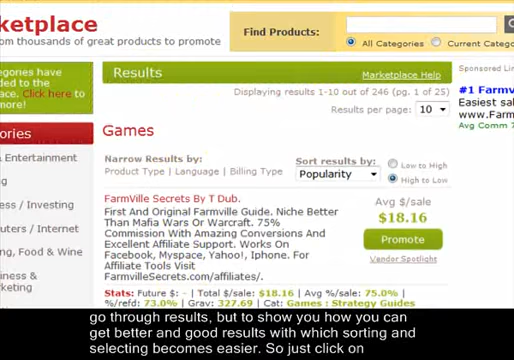 ketplace
om thousands of great products to promote
Find Products:
All Categories
Current Catego
egories have
ded to the
ace. Click here to
more!
Results
Marketplace Help
Displaying results 1-10 out of 246 (pg. 1 of 25)
Results per page: 10
Sponsored Lin
#1 Farmv
Easiest sal
www.Farm
Avg Comm 7
ories
& Entertainment
ng
ess / Investing
uters / Internet
ng, Food & Wine
iness &
keting
Games
Narrow Results by:
Product Type | Language | Billing Type
Sort results by:
Popularity
Low to High
High to Low
FarmVille Secrets By T Dub.
First And Original Farmville Guide. Niche Better
Than Mafia Wars Or Warcraft. 75%
Commission With Amazing Conversions And
Excellent Affiliate Support. Works On
Facebook, Myspace, Yahoo!, Iphone. For
Affiliate Tools Visit
FarmvilleSecrets.com/affiliates/.
Avg $/sale
$18.16
Promote
Vendor Spotlight
Stats: Future $: - | Total $/sale: $18.16 | Avg %/sale: 75.0% |
%/refd: 73.0% | Grav: 327.69 | Cat: Games : Strategy Guides
go through results, but to show you how you can
get better and good results with which sorting and
selecting becomes easier. So just click on